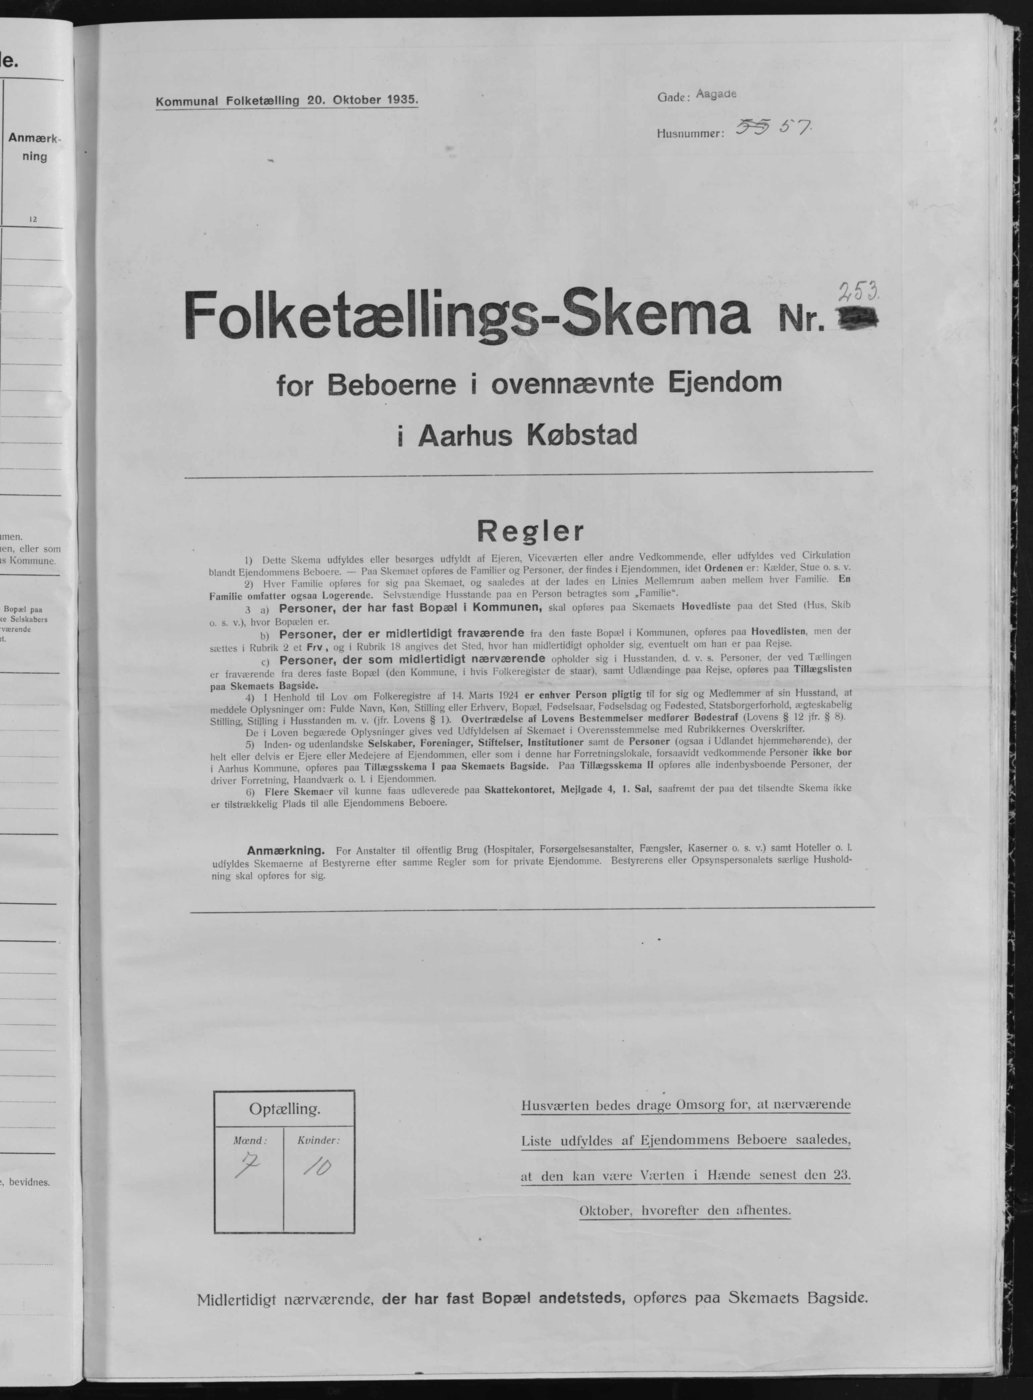 de.
Anmærk-
ning
12
men.
en, eller som
s Kommune.
Bopæl paa
ke Selskabers
værende
, bevidnes.
Kommunal Folketælling 20. Oktober 1935.
Gade: Aagade
Husnummer: 55 57.
Folketællings-Skema Nr. 253.
for Beboerne i ovennævnte Ejendom
i Aarhus Købstad
Regler
1) Dette Skema udfyldes eller besørges udfyldt af Ejeren, Viceværten eller andre Vedkommende, eller udfyldes ved Cirkulation
blandt Ejendommens Beboere. — Paa Skemaet opføres de Familier og Personer, der findes i Ejendommen, idet Ordenen er: Kælder, Stue o. s. v.
2) Hver Familie opføres for sig paa Skemaet, og saaledes at der lades en Linies Mellemrum aaben mellem hver Familie. En
Familie omfatter ogsaa Logerende. Selvstændige Husstande paa en Person betragtes som „Familie“.
3 a) Personer, der har fast Bopæl i Kommunen, skal opføres paa Skemaets Hovedliste paa det Sted (Hus, Skib
o. s. v.), hvor Bopælen er.
b) Personer, der er midlertidigt fraværende fra den faste Bopæl i Kommunen, opføres paa Hovedlisten, men der
sættes i Rubrik 2 et Frv, og i Rubrik 18 angives det Sted, hvor han midlertidigt opholder sig, eventuelt om han er paa Rejse.
c) Personer, der som midlertidigt nærværende opholder sig i Husstanden, d. v. s. Personer, der ved Tællingen
er fraværende fra deres faste Bopæl (den Kommune, i hvis Folkeregister de staar), samt Udlændinge paa Rejse, opføres paa Tillægslisten
paa Skemaets Bagside.
4) I Henhold til Lov om Folkeregistre af 14. Marts 1924 er enhver Person pligtig til for sig og Medlemmer af sin Husstand, at
meddele Oplysninger om: Fulde Navn, Køn, Stilling eller Erhverv, Bopæl, Fødselsaar, Fødselsdag og Fødested, Statsborgerforhold, ægteskabelig
Stilling, Stilling i Husstanden m. v. (jfr. Lovens § 1). Overtrædelse af Lovens Bestemmelser medfører Bødestraf (Lovens § 12 jfr. § 8).
De i Loven begærede Oplysninger gives ved Udfyldelsen af Skemaet i Overensstemmelse med Rubrikkernes Overskrifter.
5) Inden- og udenlandske Selskaber, Foreninger, Stiftelser, Institutioner samt de Personer (ogsaa i Udlandet hjemmehørende), der
helt eller delvis er Ejere eller Medejere af Ejendommen, eller som i denne har Forretningslokale, forsaavidt vedkommende Personer ikke bor
i Aarhus Kommune, opføres paa Tillægsskema I paa Skemaets Bagside. Paa Tillægsskema II opføres alle indenbysboende Personer, der
driver Forretning, Haandværk o. l. i Ejendommen.
6) Flere Skemaer vil kunne faas udleverede paa Skattekontoret, Mejlgade 4, 1. Sal, saafremt der paa det tilsendte Skema ikke
er tilstrækkelig Plads til alle Ejendommens Beboere.
Anmærkning. For Anstalter til offentlig Brug (Hospitaler, Forsørgelsesanstalter, Fængsler, Kaserner o. s. v.) samt Hoteller o. l.
udfyldes Skemaerne af Bestyrerne efter samme Regler som for private Ejendomme. Bestyrerens eller Opsynspersonalets særlige Hushold-
ning skal opføres for sig.
Optælling.
Mænd: Kvinder:
7 10
Husværten bedes drage Omsorg for, at nærværende
Liste udfyldes af Ejendommens Beboere saaledes,
at den kan være Værten i Hænde senest den 23.
Oktober, hvorefter den afhentes.
Midlertidigt nærværende, der har fast Bopæl andetsteds, opføres paa Skemaets Bagside.